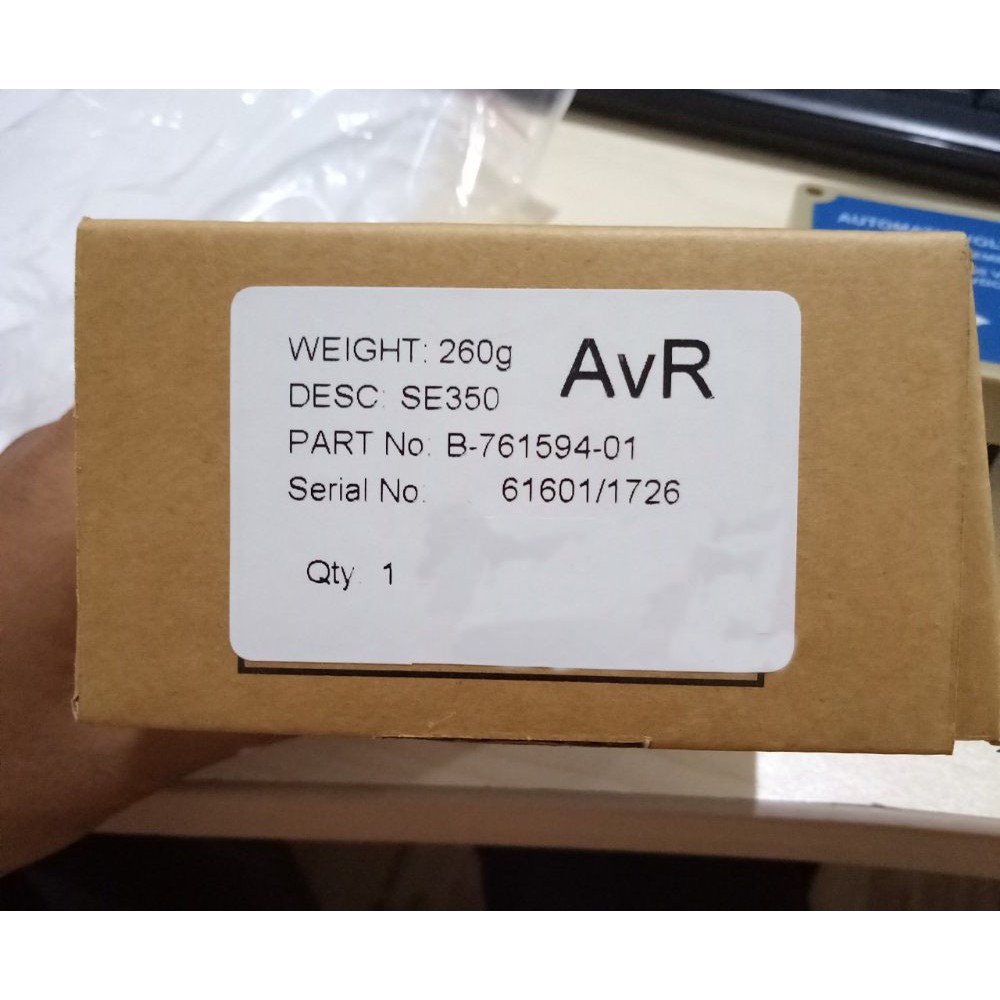 WEIGHT: 260g
AvR
DESC: SE350
PART No: B-761594-01
Serial No: 61601/1726
Qty: 1